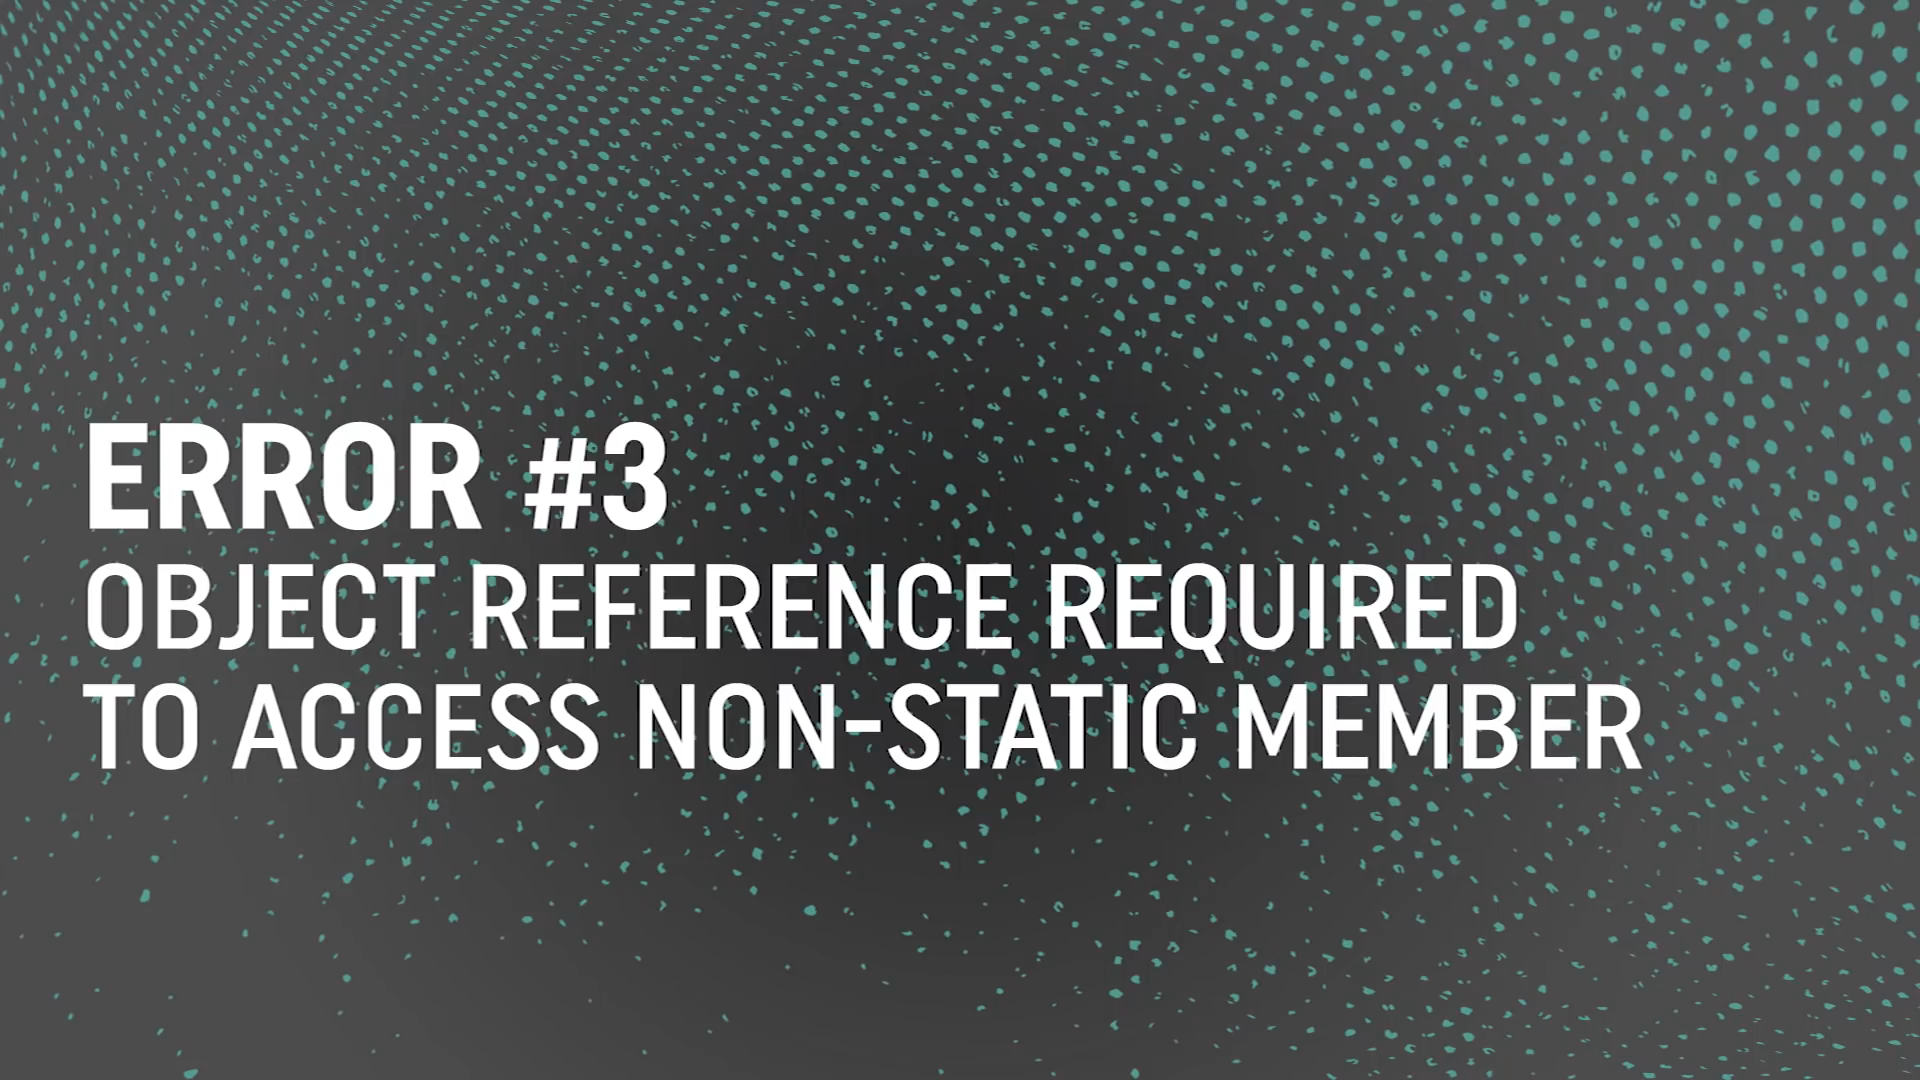 ERROR #3
OBJECT REFERENCE REQUIRED
TO ACCESS NON-STATIC MEMBER